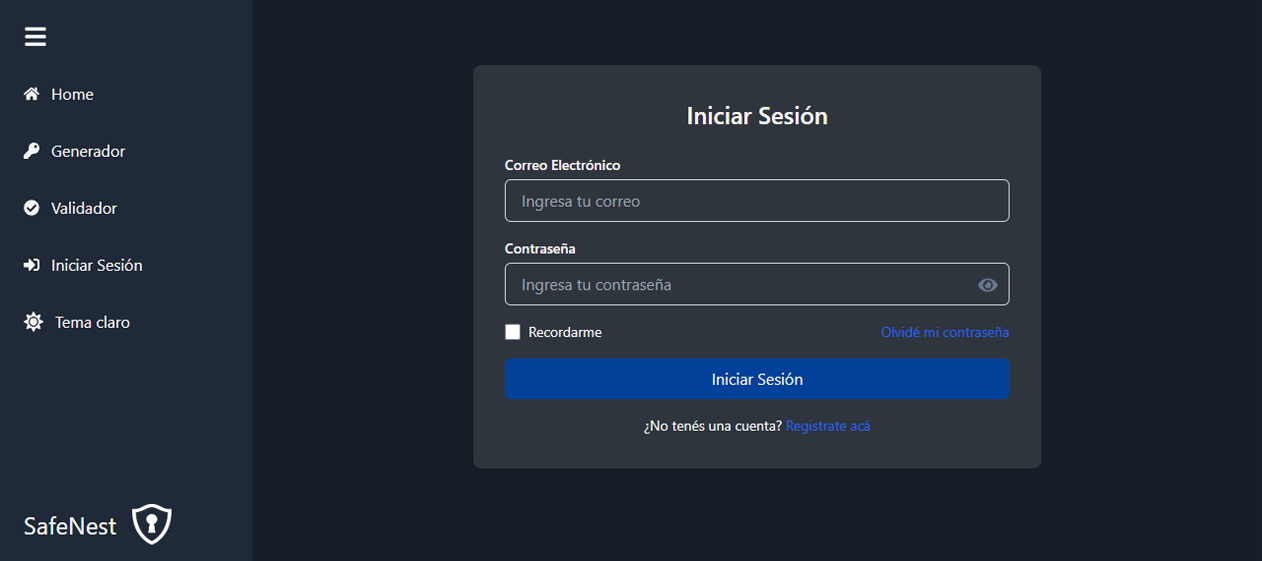 Home
Generador
Validador
Iniciar Sesión
Tema claro
SafeNest
Iniciar Sesión
Correo Electrónico
Ingresa tu correo
Contraseña
Ingresa tu contraseña
Recordarme Olvidé mi contraseña
Iniciar Sesión
¿No tenés una cuenta? Registrate acá